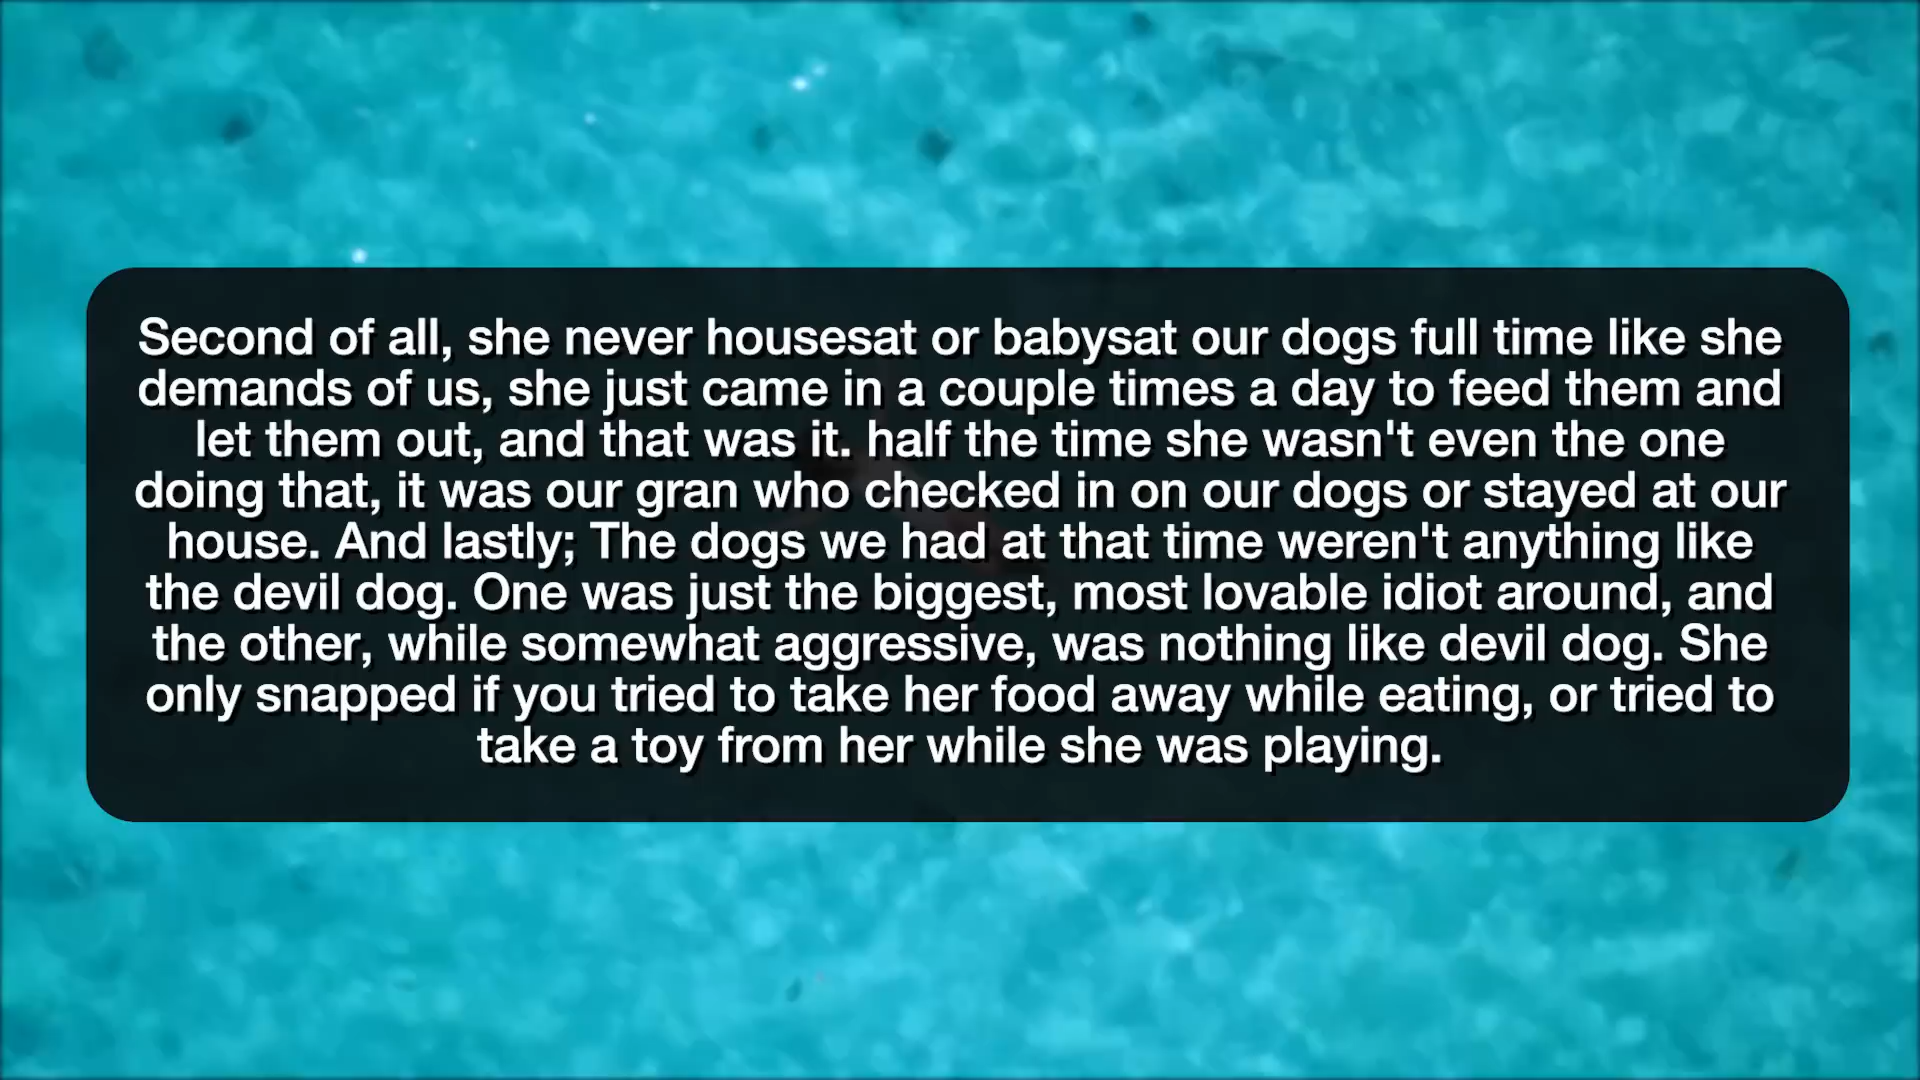 Second of all, she never housesat or babysat our dogs full time like she
demands of us, she just came in a couple times a day to feed them and
let them out, and that was it. half the time she wasn't even the one
doing that, it was our gran who checked in on our dogs or stayed at our
house. And lastly; The dogs we had at that time weren't anything like
the devil dog. One was just the biggest, most lovable idiot around, and
the other, while somewhat aggressive, was nothing like devil dog. She
only snapped if you tried to take her food away while eating, or tried to
take a toy from her while she was playing.